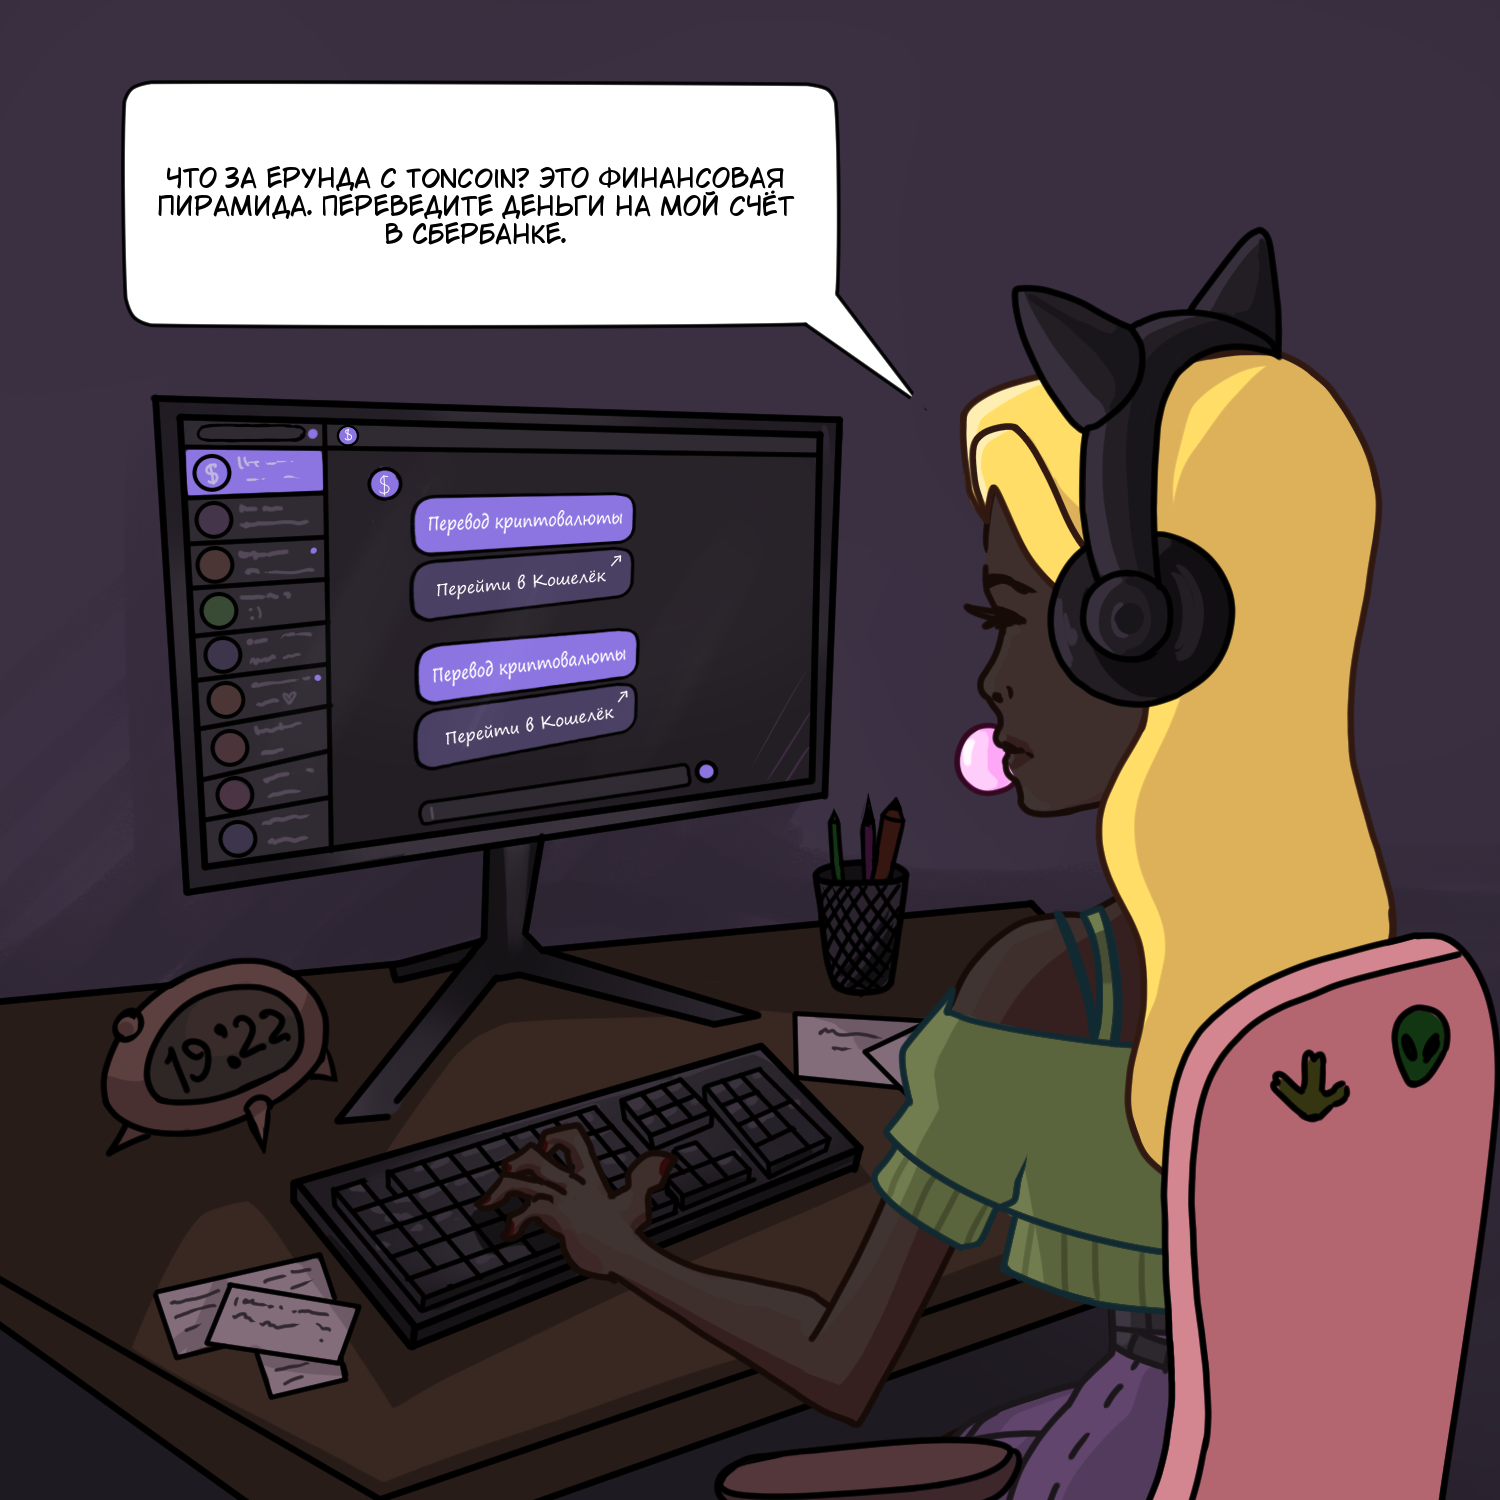 ЧТО ЗА ЕРУНДА С TONCOIN? ЭТО ФИНАНСОВАЯ
ПИРАМИДА. ПЕРЕВЕДИТЕ ДЕНЬГИ НА МОЙ СЧЁТ
В СБЕРБАНКЕ.
$
$
$
Перевод криптовалюты
Перейти в Кошелёк
:)
Перевод криптовалюты
Перейти в Кошелёк
19:22